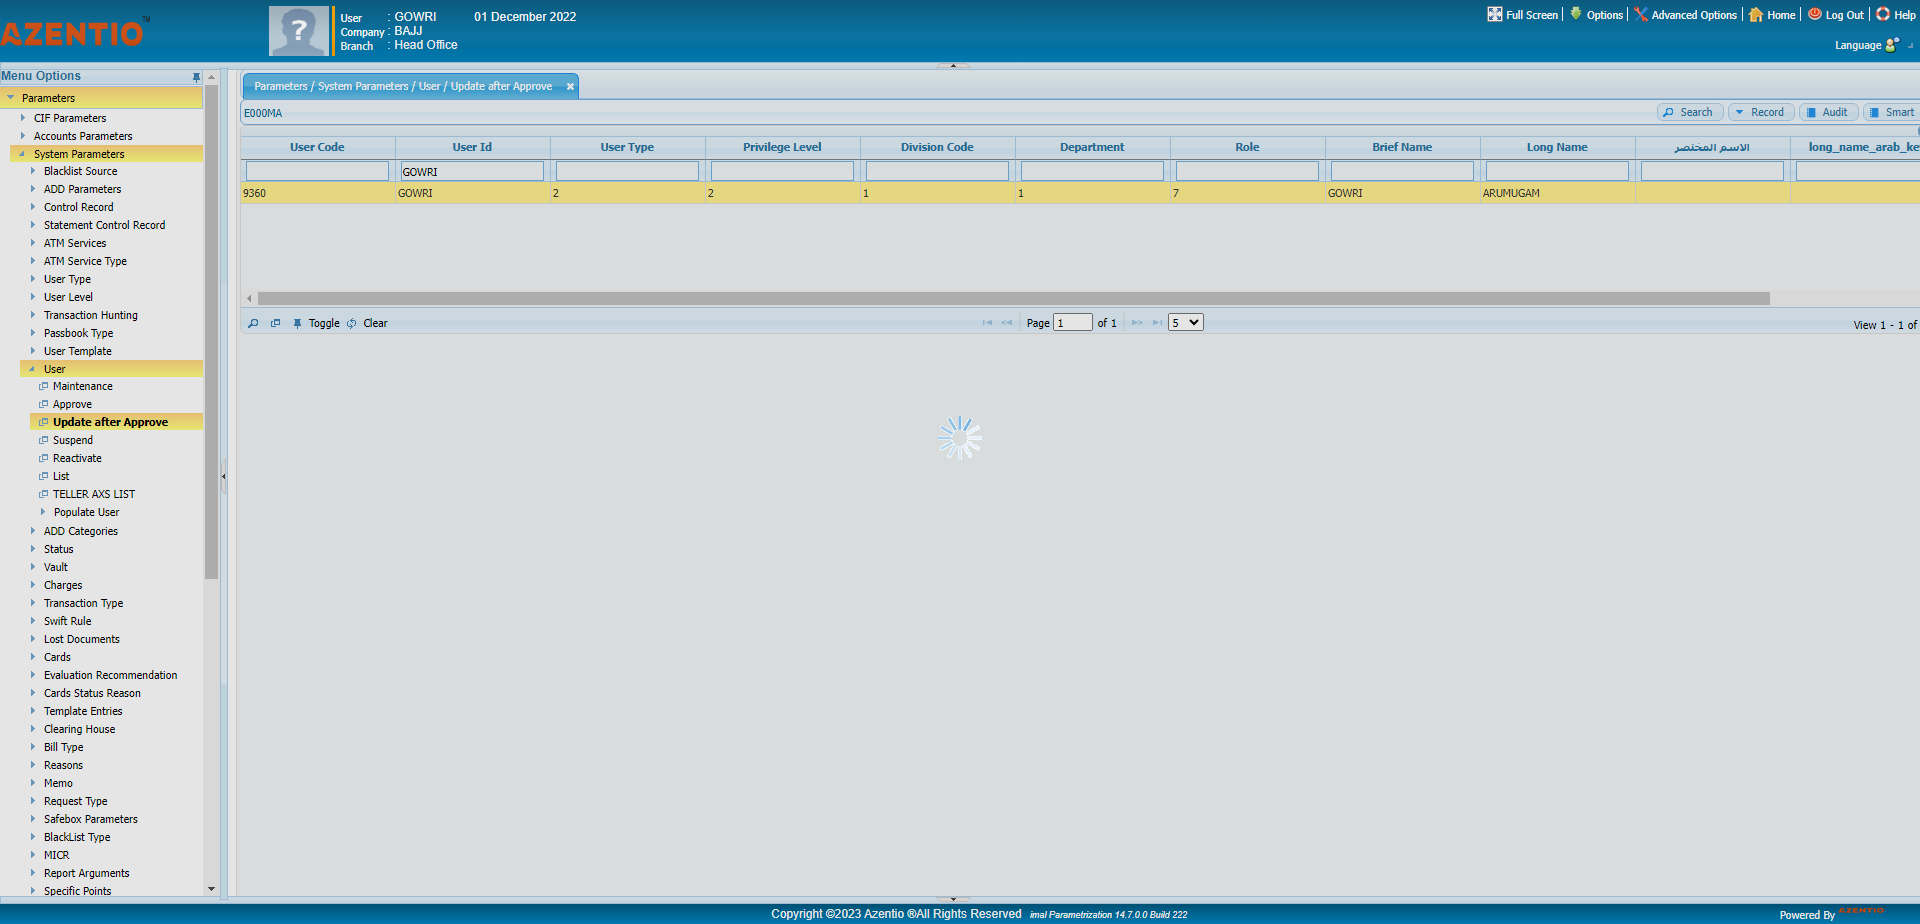 AZENTIO™
User : GOWRI 01 December 2022
Company : BAJJ
Branch : Head Office
Full Screen Options Advanced Options Home Log Out Help
Language
Menu Options
Parameters
CIF Parameters
Accounts Parameters
System Parameters
Blacklist Source
ADD Parameters
Control Record
Statement Control Record
ATM Services
ATM Service Type
User Type
User Level
Transaction Hunting
Passbook Type
User Template
User
Maintenance
Approve
Update after Approve
Suspend
Reactivate
List
TELLER AXS LIST
Populate User
ADD Categories
Status
Vault
Charges
Transaction Type
Swift Rule
Lost Documents
Cards
Evaluation Recommendation
Cards Status Reason
Template Entries
Clearing House
Bill Type
Reasons
Memo
Request Type
Safebox Parameters
BlackList Type
MICR
Report Arguments
Specific Points
Parameters / System Parameters / User / Update after Approve
E000MA
Search Record Audit Smart
User Code User Id User Type Privilege Level Division Code Department Role Brief Name Long Name الاسم المختصر long_name_arab_ke
GOWRI
9360 GOWRI 2 2 1 1 7 GOWRI ARUMUGAM
Toggle Clear
Page 1 of 1 5
View 1 - 1 of
Copyright ©2023 Azentio ®All Rights Reserved imal Parametrization 14.7.0.0 Build 222
Powered By AZENTIO